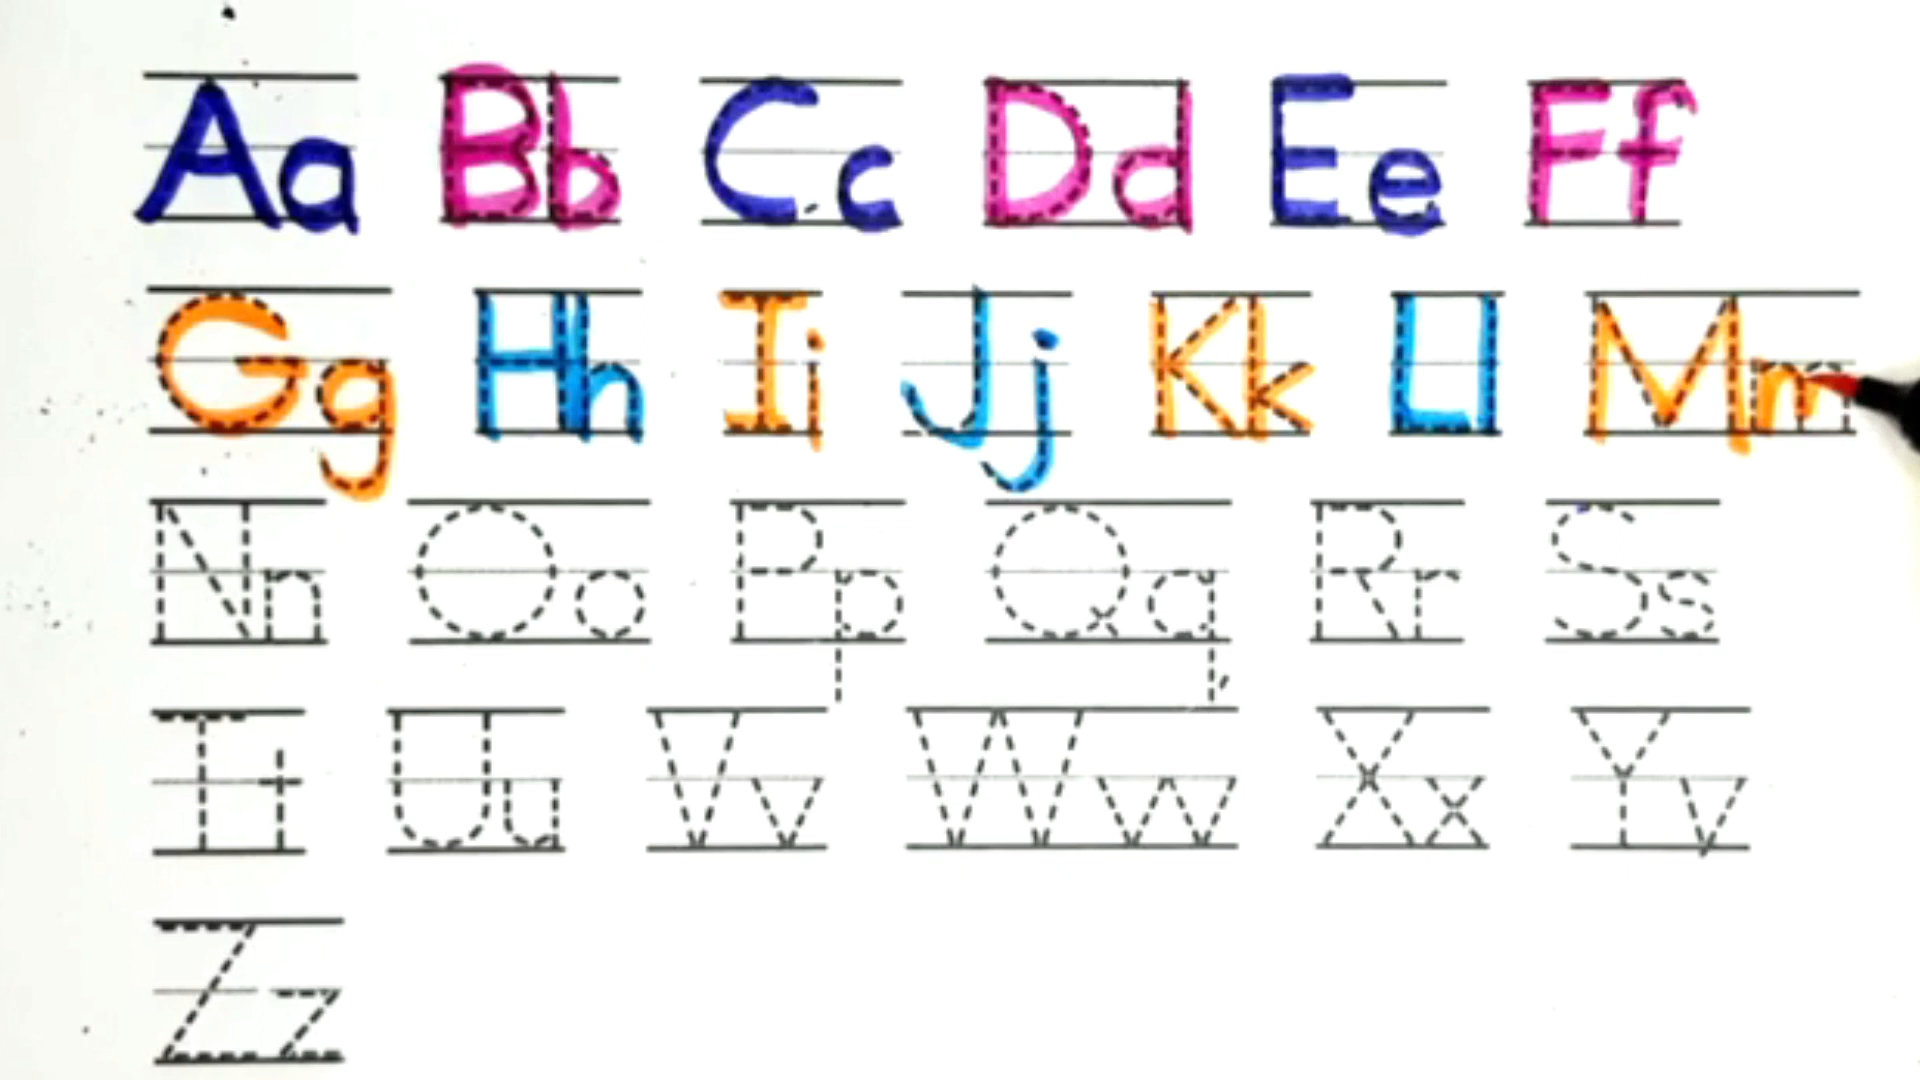 Aa Bb Cc Dd Ee Ff
Gg Hh Ii Jj Kk Ll Mm
Nn Oo Pp Qq Rr Ss
Tt Uu Vv Ww Xx Yy
Zz